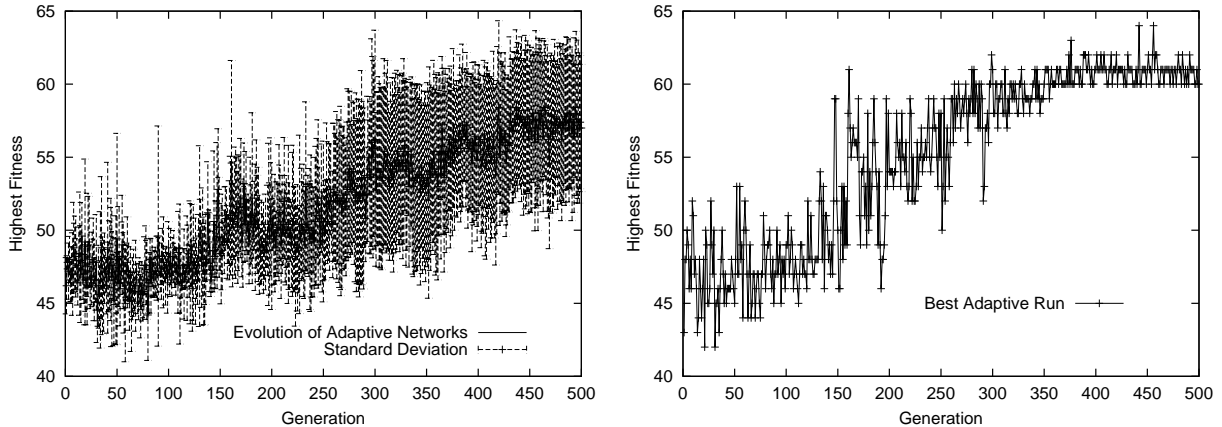 65
60
55
50
45
40
Highest Fitness
Evolution of Adaptive Networks
Standard Deviation
0 50 100 150 200 250 300 350 400 450 500
Generation
65
60
55
50
45
40
Highest Fitness
Best Adaptive Run
0 50 100 150 200 250 300 350 400 450 500
Generation